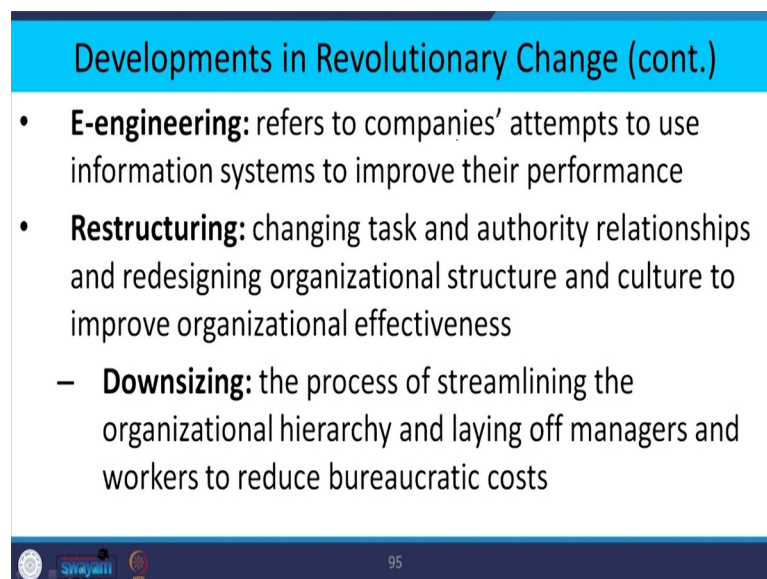 Developments in Revolutionary Change (cont.)
• E-engineering: refers to companies' attempts to use
information systems to improve their performance
• Restructuring: changing task and authority relationships
and redesigning organizational structure and culture to
improve organizational effectiveness
– Downsizing: the process of streamlining the
organizational hierarchy and laying off managers and
workers to reduce bureaucratic costs
swayam
95